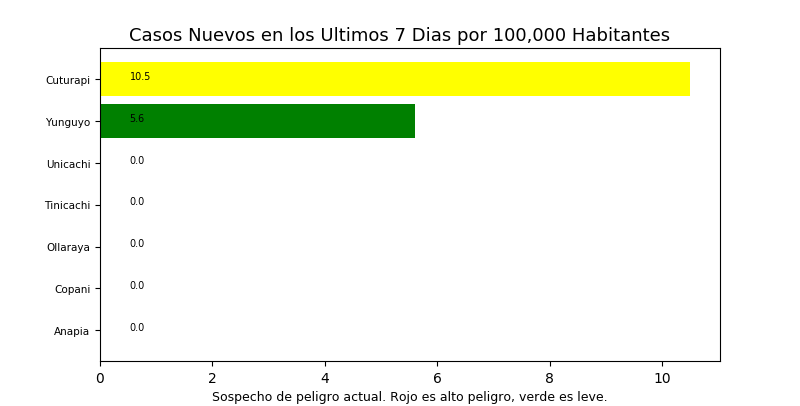 Casos Nuevos en los Ultimos 7 Dias por 100,000 Habitantes
Cuturapi 10.5
Yunguyo 5.6
Unicachi 0.0
Tinicachi 0.0
Ollaraya 0.0
Copani 0.0
Anapia 0.0
0 2 4 6 8 10
Sospecho de peligro actual. Rojo es alto peligro, verde es leve.